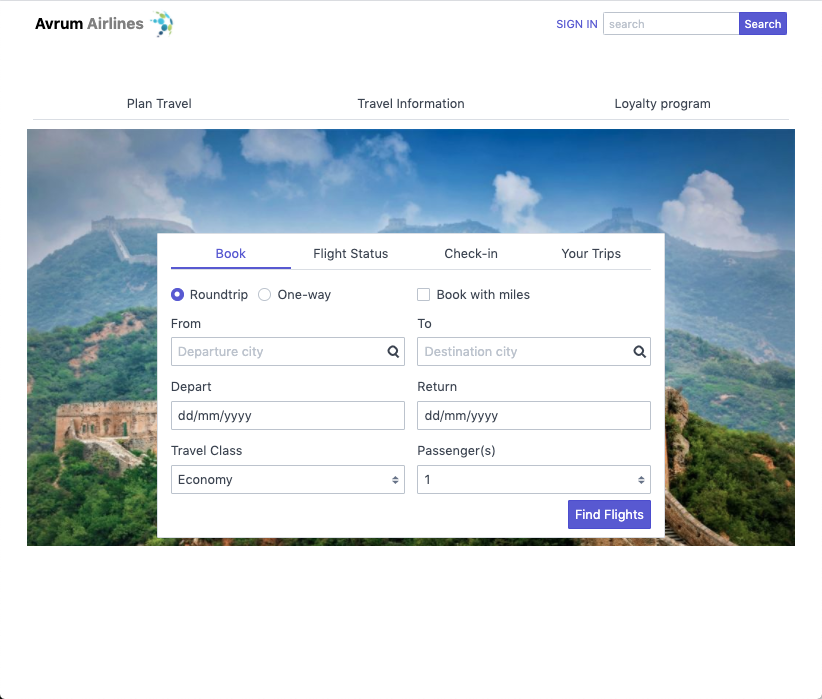 Avrum Airlines
SIGN IN search Search
Plan Travel Travel Information Loyalty program
Book Flight Status Check-in Your Trips
Roundtrip One-way Book with miles
From To
Departure city Destination city
Depart Return
dd/mm/yyyy dd/mm/yyyy
Travel Class Passenger(s)
Economy 1
Find Flights